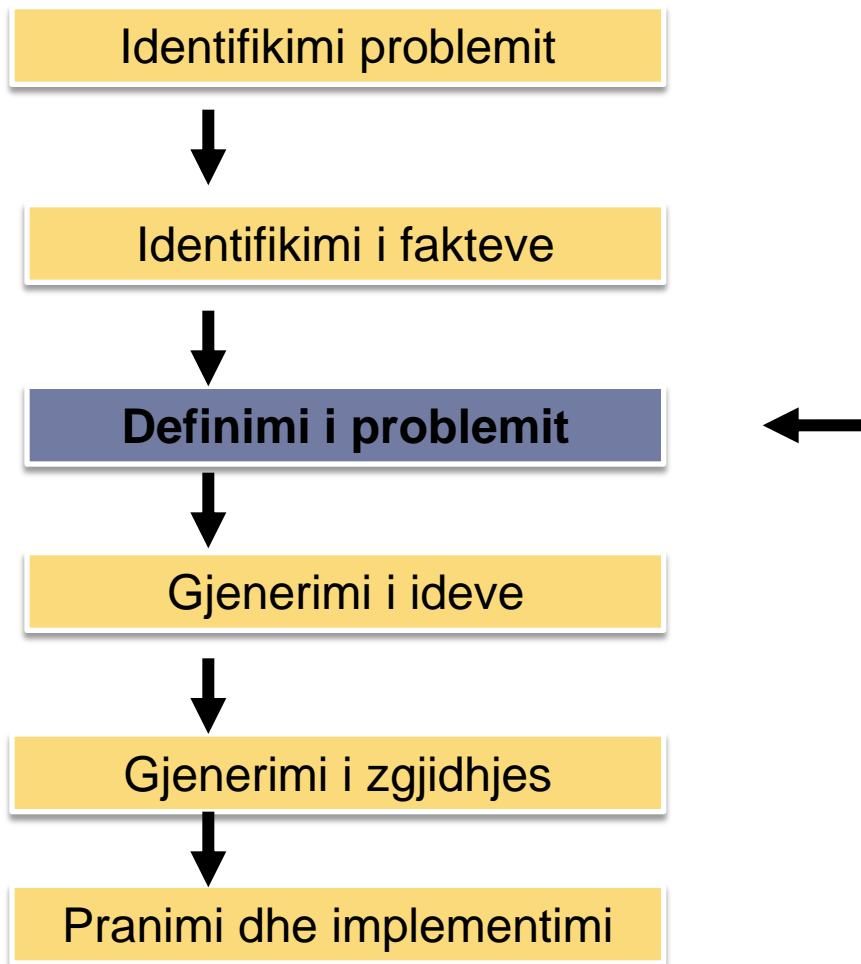 Identifikimi problemit
Identifikimi i fakteve
Definimi i problemit
Gjenerimi i ideve
Gjenerimi i zgjidhjes
Pranimi dhe implementimi